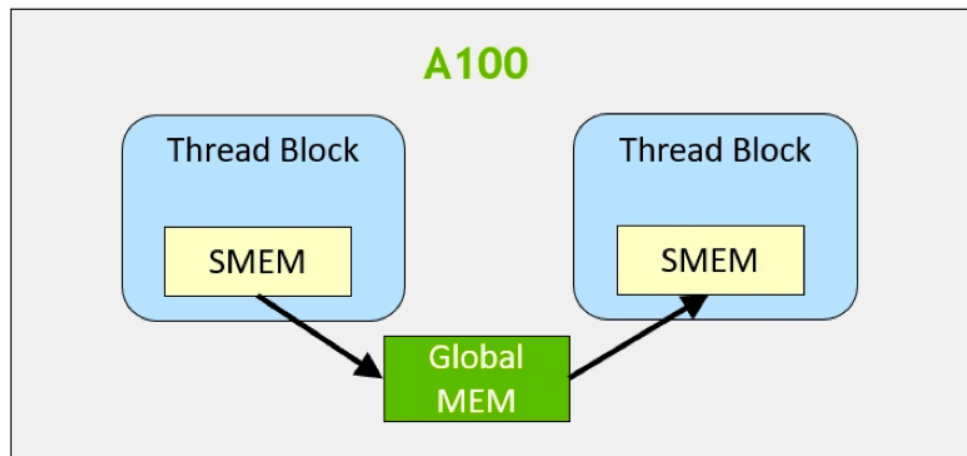 A100
Thread Block
Thread Block
SMEM
SMEM
Global
MEM